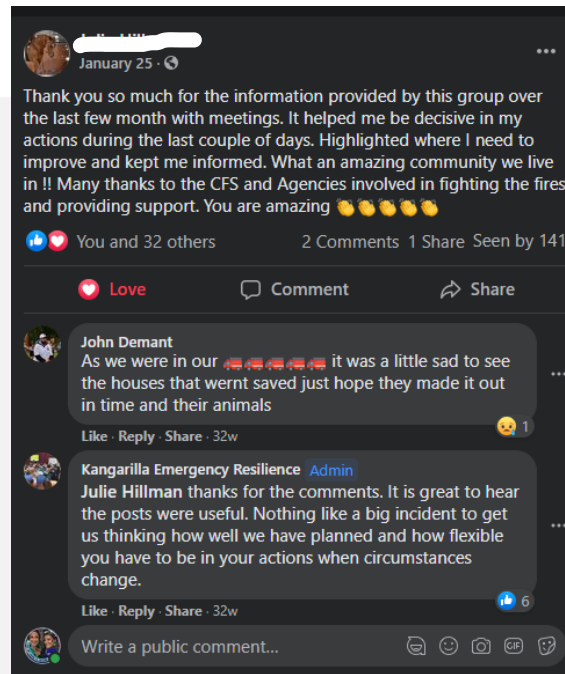 January 25
Thank you so much for the information provided by this group over
the last few month with meetings. It helped me be decisive in my
actions during the last couple of days. Highlighted where I need to
improve and kept me informed. What an amazing community we live
in !! Many thanks to the CFS and Agencies involved in fighting the fires
and providing support. You are amazing 👏👏👏👏👏
You and 32 others 2 Comments 1 Share Seen by 141
Love Comment Share
John Demant
As we were in our 🚒🚒🚒🚒🚒 it was a little sad to see
the houses that wernt saved just hope they made it out
in time and their animals
1
Like · Reply · Share · 32w
Kangarilla Emergency Resilience Admin
Julie Hillman thanks for the comments. It is great to hear
the posts were useful. Nothing like a big incident to get
us thinking how well we have planned and how flexible
you have to be in your actions when circumstances
change.
6
Like · Reply · Share · 32w
Write a public comment... GIF